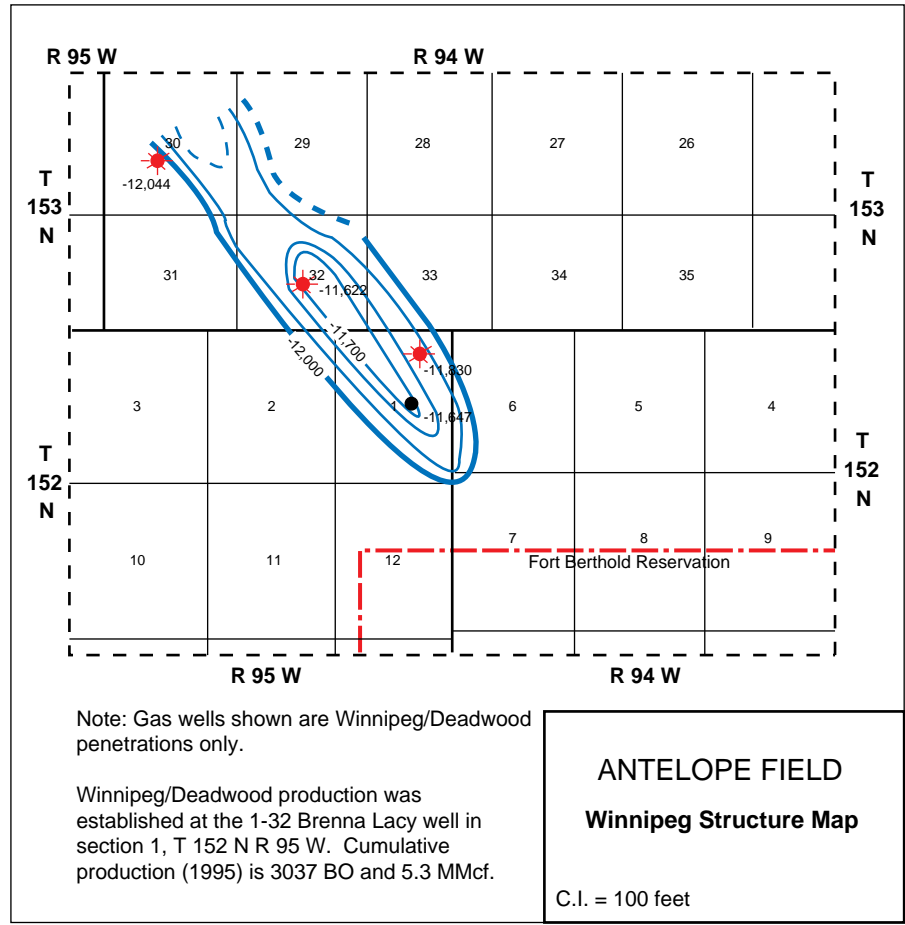 R 95 W
R 94 W
30
29
28
27
26
-12,044
T
153
N
T
153
N
31
32
33
34
35
-11,622
-11,700
-12,000
-11,830
3
2
1
-11,647
6
5
4
T
152
N
T
152
N
10
11
12
7
8
9
Fort Berthold Reservation
R 95 W
R 94 W
Note: Gas wells shown are Winnipeg/Deadwood
penetrations only.
Winnipeg/Deadwood production was
established at the 1-32 Brenna Lacy well in
section 1, T 152 N R 95 W. Cumulative
production (1995) is 3037 BO and 5.3 MMcf.
ANTELOPE FIELD
Winnipeg Structure Map
C.I. = 100 feet